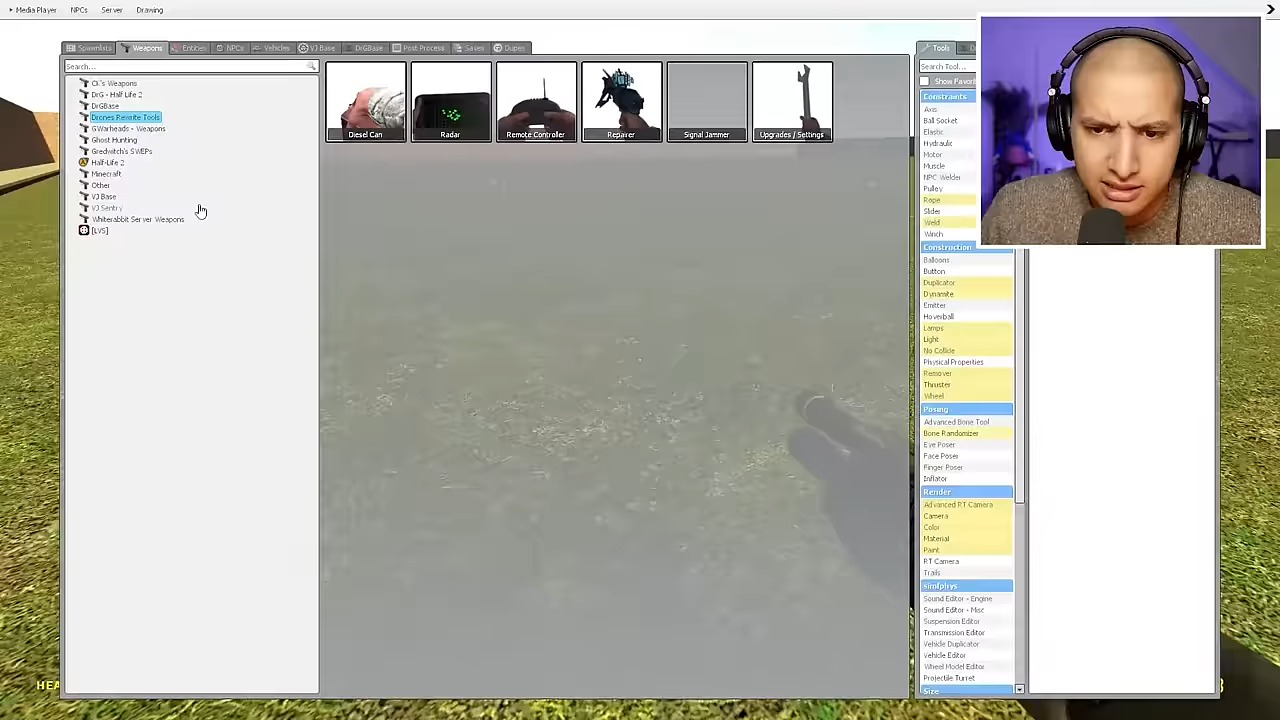 Media Player NPCs Server Drawing
Spawnlists Weapons Entities NPCs Vehicles VJ Base DrGBase Post Process Saves Dupes
Search...
CK's Weapons
DrG - Half Life 2
DrGBase
Drones Rewrite Tools
GWarheads - Weapons
Ghost Hunting
Gredwitch's SWEPs
Half-Life 2
Minecraft
Other
VJ Base
VJ Sentry
Whiterabbit Server Weapons
[LVS]
Diesel Can
Radar
Remote Controller
Repairer
Signal Jammer
Upgrades / Settings
Tools
Search Tool...
Constraints
Axis
Ball Socket
Elastic
Hydraulic
Motor
Muscle
NPC Welder
Pulley
Rope
Slider
Weld
Winch
Construction
Balloons
Button
Duplicator
Dynamite
Emitter
Hoverball
Lamps
Light
No Collide
Physical Properties
Remover
Thruster
Wheel
Posing
Advanced Bone Tool
Bone Randomizer
Eye Poser
Face Poser
Finger Poser
Inflator
Render
Advanced RT Camera
Camera
Color
Material
Paint
RT Camera
Trails
simfphys
Sound Editor - Engine
Sound Editor - Misc
Suspension Editor
Transmission Editor
Vehicle Duplicator
Vehicle Editor
Wheel Model Editor
Projectile Turret
Size